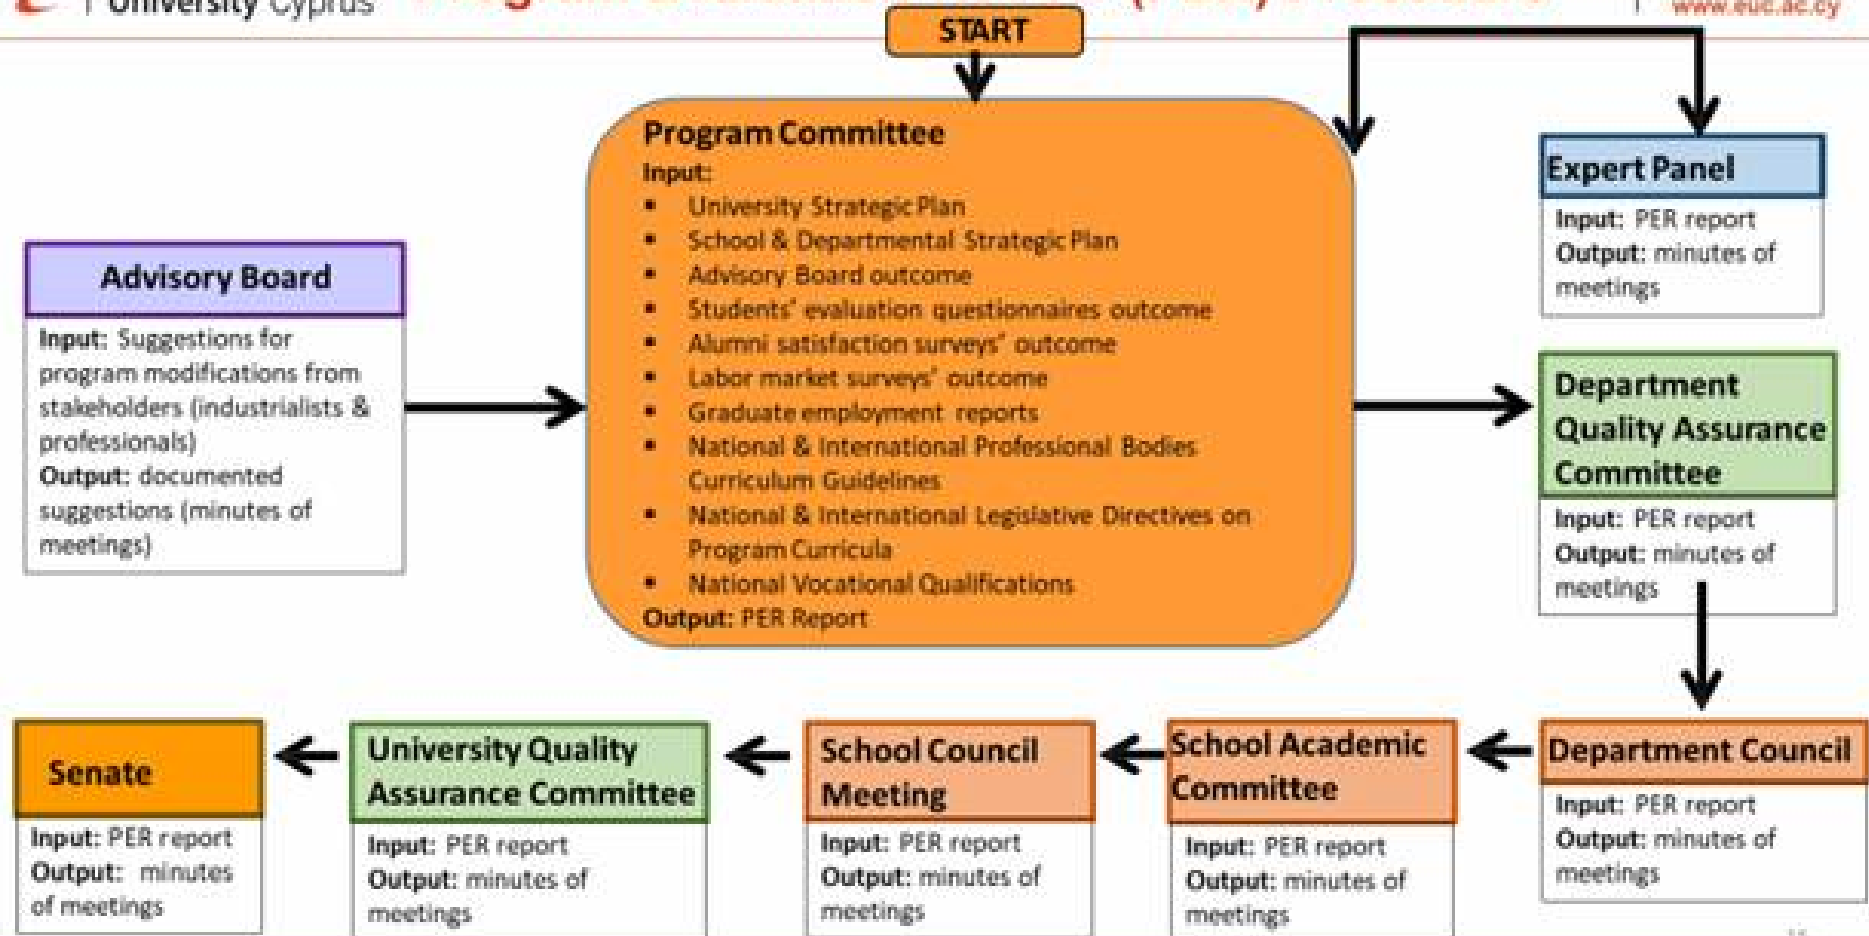 University Cyprus
www.euc.ac.cy
START
Program Committee
Input:
▪ University Strategic Plan
▪ School & Departmental Strategic Plan
▪ Advisory Board outcome
▪ Students' evaluation questionnaires outcome
▪ Alumni satisfaction surveys' outcome
▪ Labor market surveys' outcome
▪ Graduate employment reports
▪ National & International Professional Bodies
Curriculum Guidelines
▪ National & International Legislative Directives on
Program Curricula
▪ National Vocational Qualifications
Output: PER Report
Advisory Board
Input: Suggestions for
program modifications from
stakeholders (industrialists &
professionals)
Output: documented
suggestions (minutes of
meetings)
Expert Panel
Input: PER report
Output: minutes of
meetings
Department
Quality Assurance
Committee
Input: PER report
Output: minutes of
meetings
Department Council
Input: PER report
Output: minutes of
meetings
School Academic
Committee
Input: PER report
Output: minutes of
meetings
School Council
Meeting
Input: PER report
Output: minutes of
meetings
University Quality
Assurance Committee
Input: PER report
Output: minutes of
meetings
Senate
Input: PER report
Output: minutes
of meetings